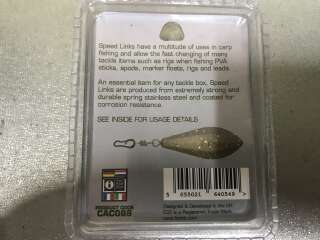 Speed Links have a multitude of uses in carp
fishing and allow the fast changing of many
tackle items such as rigs when fishing PVA
sticks, spods, marker floats, rigs and leads.
An essential item for any tackle box, Speed
Links are produced from extremely strong and
durable spring stainless steel and coated for
corrosion resistance.
SEE INSIDE FOR USAGE DETAILS
PRODUCT CODE
CAC088
5 055021 640549 >
Designed & Developed in the UK